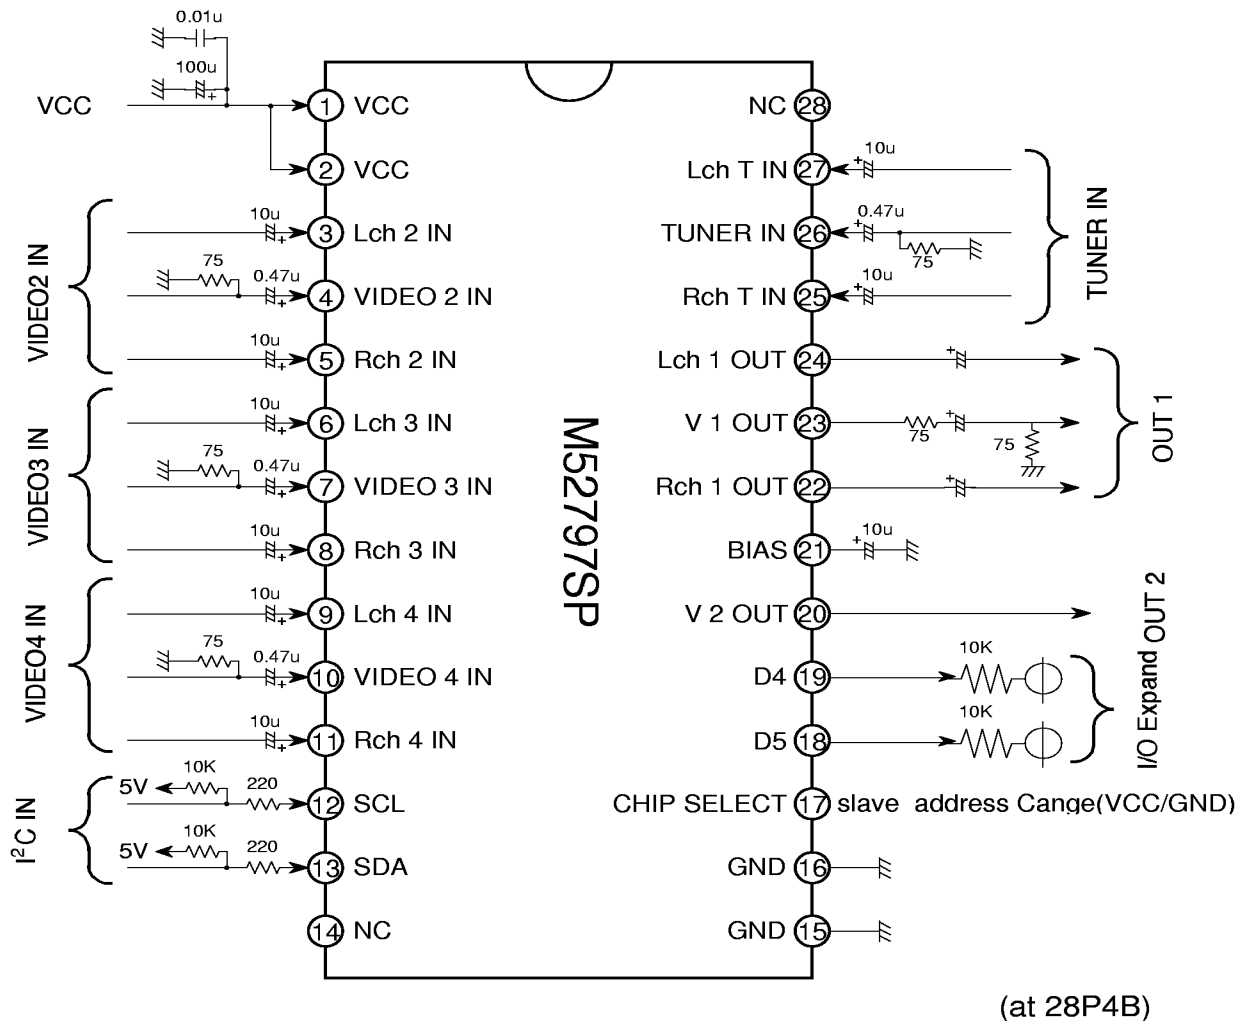 0.01u
100u
VCC
1 VCC
2 VCC
VIDEO2 IN
10u
+
3 Lch 2 IN
75
0.47u
+
4 VIDEO 2 IN
10u
+
5 Rch 2 IN
VIDEO3 IN
10u
+
6 Lch 3 IN
75
0.47u
+
7 VIDEO 3 IN
10u
+
8 Rch 3 IN
VIDEO4 IN
10u
+
9 Lch 4 IN
75
0.47u
+
10 VIDEO 4 IN
10u
+
11 Rch 4 IN
I²C IN
5V
10K
220
12 SCL
5V
10K
220
13 SDA
14 NC
M52797SP
NC 28
Lch T IN 27
+
10u
TUNER IN 26
+
0.47u
75
Rch T IN 25
+
10u
TUNER IN
Lch 1 OUT 24
+
V 1 OUT 23
75
+
75
Rch 1 OUT 22
+
OUT 1
BIAS 21
+
10u
V 2 OUT 20
OUT 2
D4 19
10K
D5 18
10K
I/O Expand
CHIP SELECT 17 slave address Cange(VCC/GND)
GND 16
GND 15
(at 28P4B)